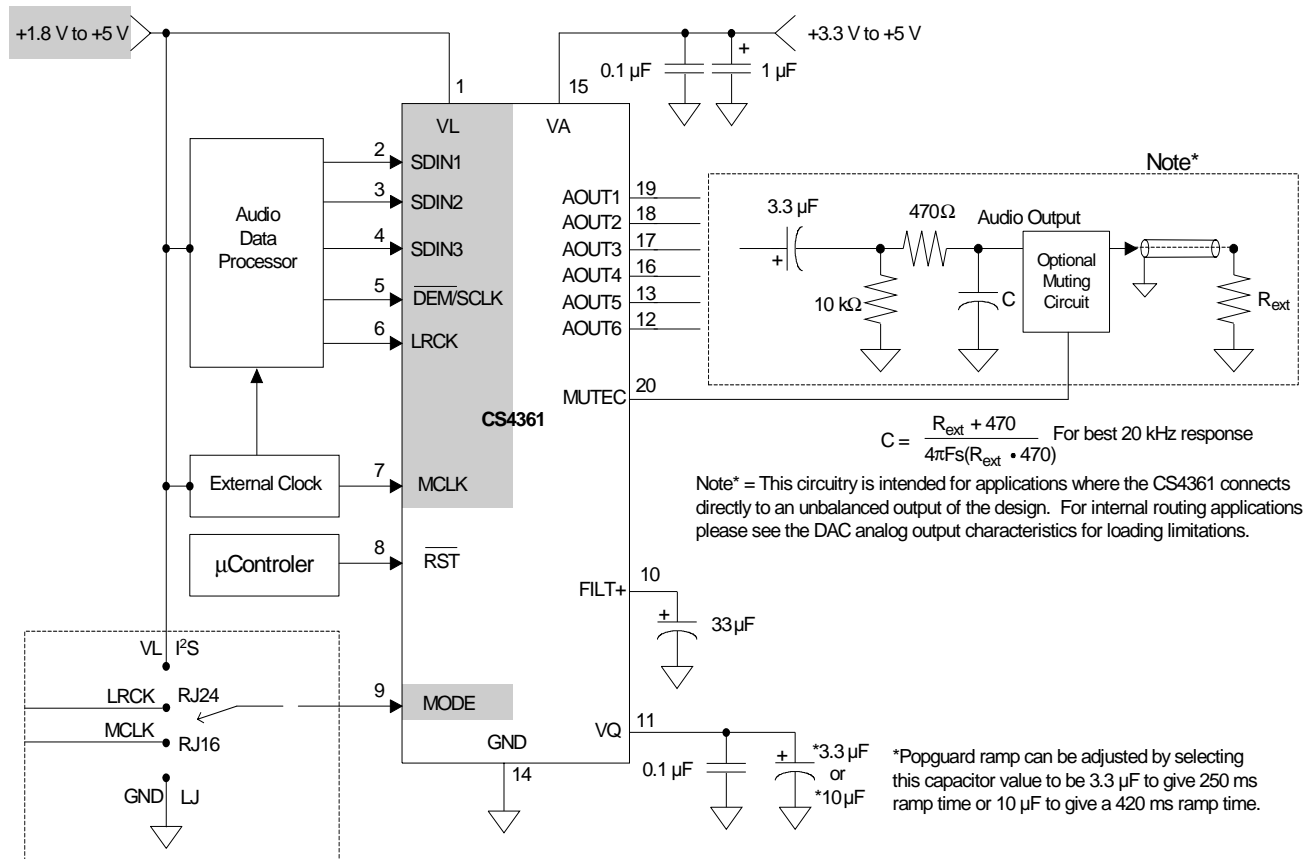 +1.8 V to +5 V
+3.3 V to +5 V
0.1 µF
+
1 µF
1
15
VL
VA
Audio
Data
Processor
2
SDIN1
3
SDIN2
4
SDIN3
5
DEM/SCLK
6
LRCK
AOUT1
19
AOUT2
18
AOUT3
17
AOUT4
16
AOUT5
13
AOUT6
12
MUTEC
20
CS4361
Note*
3.3 µF
+
470Ω
Audio Output
10 kΩ
C
Optional
Muting
Circuit
Rext
C = Rext + 470 / 4πFs(Rext • 470) For best 20 kHz response
Note* = This circuitry is intended for applications where the CS4361 connects
directly to an unbalanced output of the design. For internal routing applications
please see the DAC analog output characteristics for loading limitations.
External Clock
7
MCLK
µControler
8
RST
FILT+
10
+
33µF
VL
I²S
LRCK
RJ24
MCLK
RJ16
GND
LJ
9
MODE
GND
14
VQ
11
0.1 µF
+
*3.3 µF
or
*10µF
*Popguard ramp can be adjusted by selecting
this capacitor value to be 3.3 µF to give 250 ms
ramp time or 10 µF to give a 420 ms ramp time.